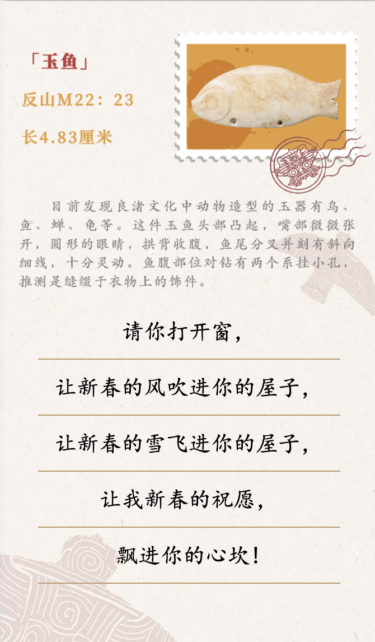 「玉鱼」
反山M22：23
长4.83厘米
目前发现良渚文化中动物造型的玉器有鸟、
鱼、蝉、龟等。这件玉鱼头部凸起，嘴部微微张
开，圆形的眼睛，拱背收腹，鱼尾分叉并刻有斜向
细线，十分灵动。鱼腹部位对钻有两个系挂小孔，
推测是缝缀于衣物上的饰件。
请你打开窗，
让新春的风吹进你的屋子，
让新春的雪飞进你的屋子，
让我新春的祝愿，
飘进你的心坎！